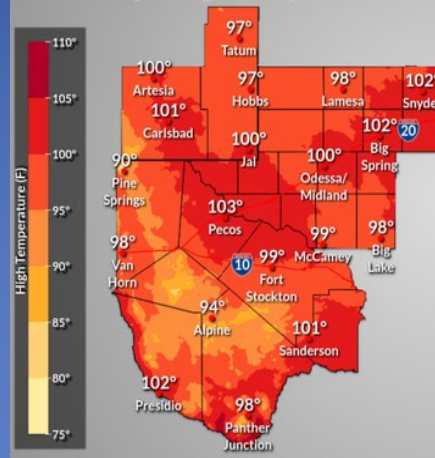 High Temperature (F)
110°
105°
100°
95°
90°
85°
80°
75°
97°
Tatum
100°
Artesia
97°
Hobbs
98°
Lamesa
102°
Snyde
101°
Carlsbad
102°
Big
Spring
20
100°
Jal
100°
Odessa/
Midland
90°
Pine
Springs
103°
Pecos
98°
Van
Horn
99°
McCamey
98°
Big
Lake
10
99°
Fort
Stockton
94°
Alpine
101°
Sanderson
102°
Presidio
98°
Panther
Junction